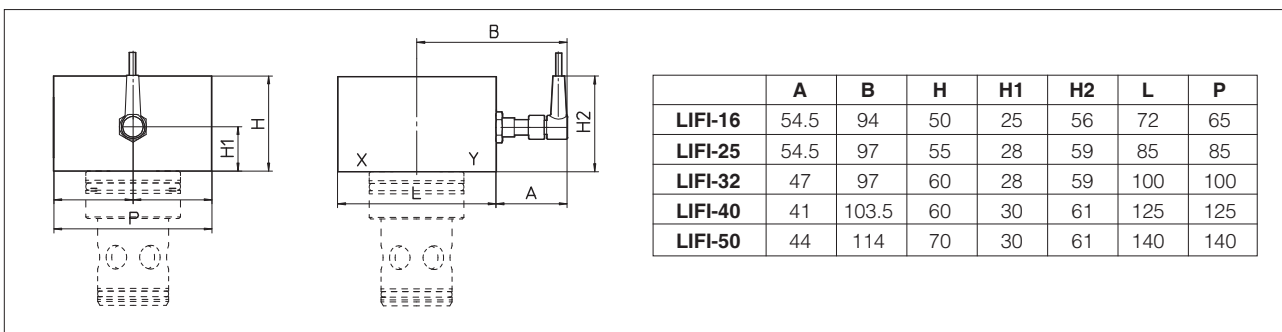 B
H
H1
P
X
Y
H2
L
A
A B H H1 H2 L P
LIFI-16 54.5 94 50 25 56 72 65
LIFI-25 54.5 97 55 28 59 85 85
LIFI-32 47 97 60 28 59 100 100
LIFI-40 41 103.5 60 30 61 125 125
LIFI-50 44 114 70 30 61 140 140